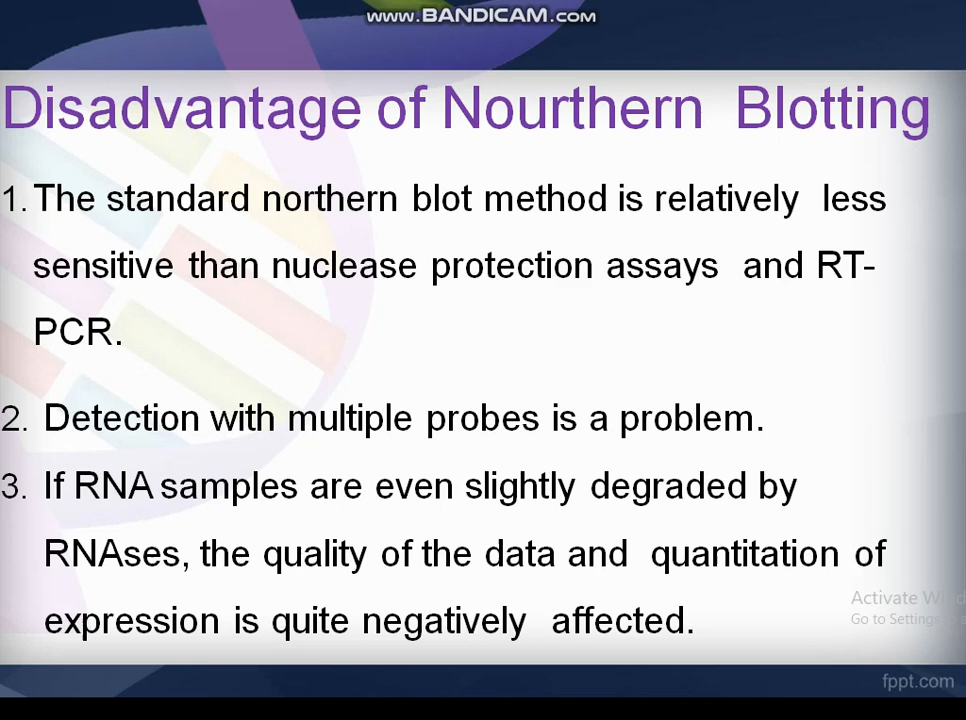 www.BANDICAM.com
Disadvantage of Nourthern Blotting
1. The standard northern blot method is relatively less
sensitive than nuclease protection assays and RT-
PCR.
2. Detection with multiple probes is a problem.
3. If RNA samples are even slightly degraded by
RNAses, the quality of the data and quantitation of
expression is quite negatively affected.
Activate Wind
Go to Settings
fppt.com